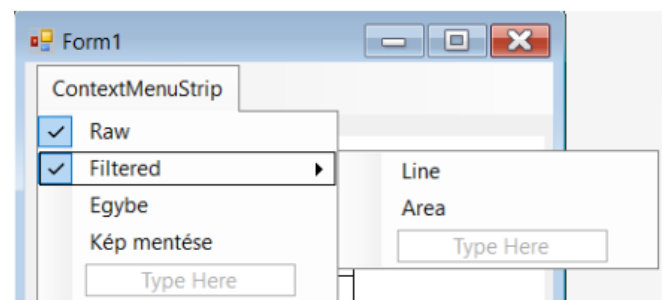 Form1
ContextMenuStrip
Raw
Filtered
Line
Egybe
Area
Kép mentése
Type Here
Type Here